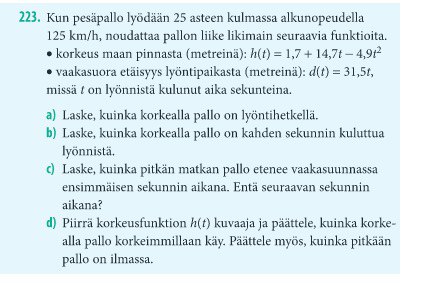 223. Kun pesäpallo lyödään 25 asteen kulmassa alkunopeudella
125 km/h, noudattaa pallon liike likimain seuraavia funktioita.
• korkeus maan pinnasta (metreinä): h(t) = 1,7 + 14,7t – 4,9t²
• vaakasuora etäisyys lyöntipaikasta (metreinä): d(t) = 31,5t,
missä t on lyönnistä kulunut aika sekunteina.
a) Laske, kuinka korkealla pallo on lyöntihetkellä.
b) Laske, kuinka korkealla pallo on kahden sekunnin kuluttua
lyönnistä.
c) Laske, kuinka pitkän matkan pallo etenee vaakasuunnassa
ensimmäisen sekunnin aikana. Entä seuraavan sekunnin
aikana?
d) Piirrä korkeusfunktion h(t) kuvaaja ja päättele, kuinka korke-
alla pallo korkeimmillaan käy. Päättele myös, kuinka pitkään
pallo on ilmassa.